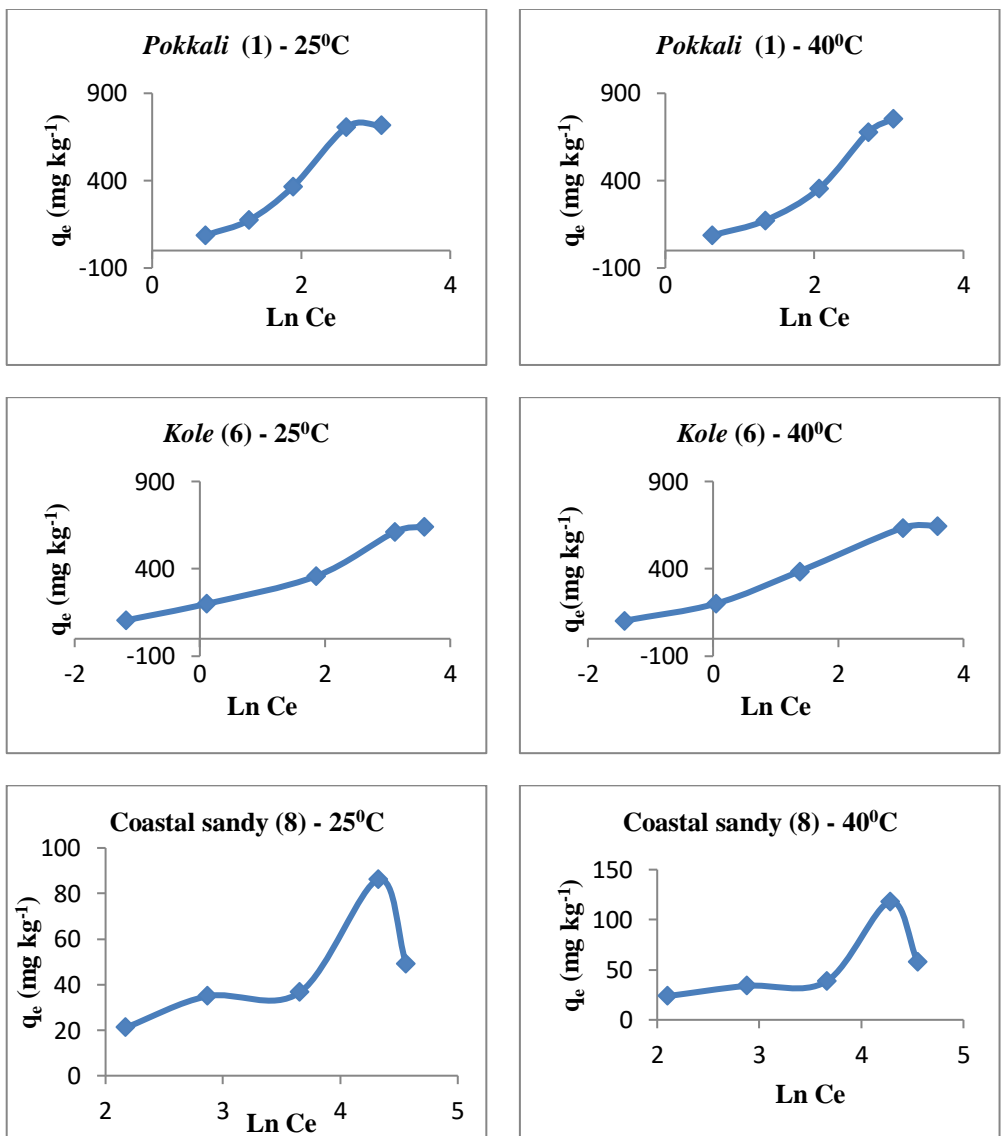 Pokkali (1) - 25⁰C
900
400
-100
0
2
4
qₑ (mg kg⁻¹)
Ln Ce
Pokkali (1) - 40⁰C
900
400
-100
0
2
4
qₑ (mg kg⁻¹)
Ln Ce
Kole (6) - 25⁰C
900
400
-100
-2
0
2
4
qₑ (mg kg⁻¹)
Ln Ce
Kole (6) - 40⁰C
900
400
-100
-2
0
2
4
qₑ(mg kg⁻¹)
Ln Ce
Coastal sandy (8) - 25⁰C
100
80
60
40
20
0
2
3
4
5
qₑ (mg kg⁻¹)
Ln Ce
Coastal sandy (8) - 40⁰C
150
100
50
0
2
3
4
5
qₑ (mg kg⁻¹)
Ln Ce